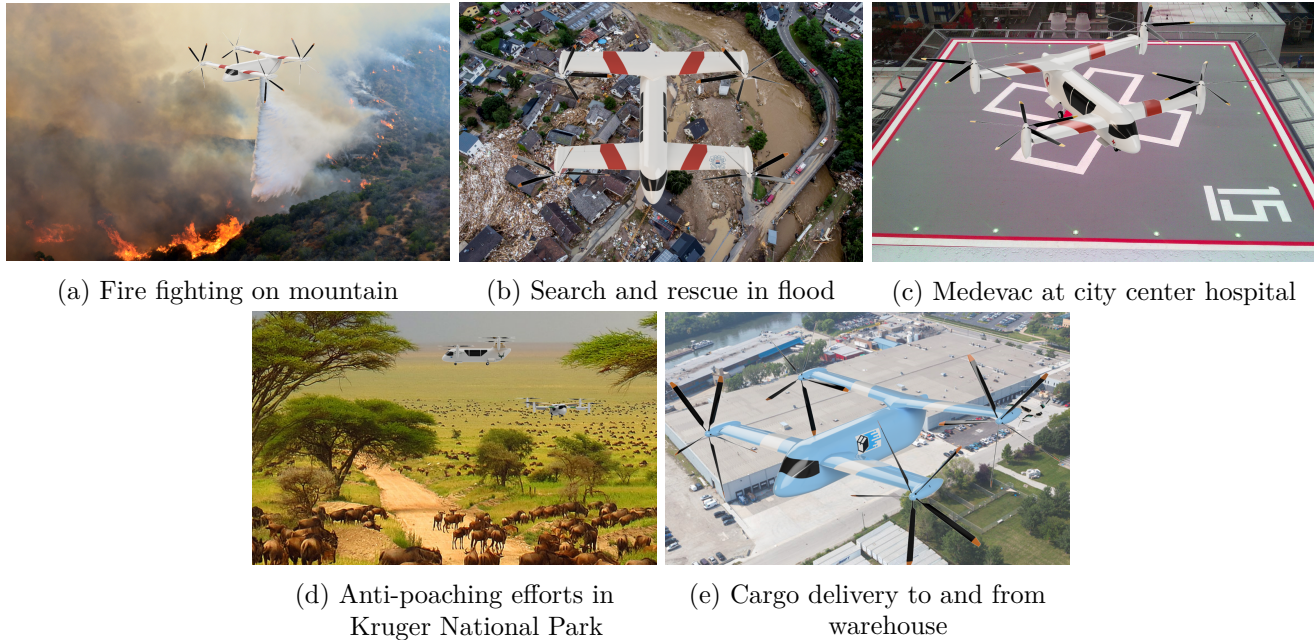 15
(a) Fire fighting on mountain
(b) Search and rescue in flood
(c) Medevac at city center hospital
(d) Anti-poaching efforts in
Kruger National Park
(e) Cargo delivery to and from
warehouse